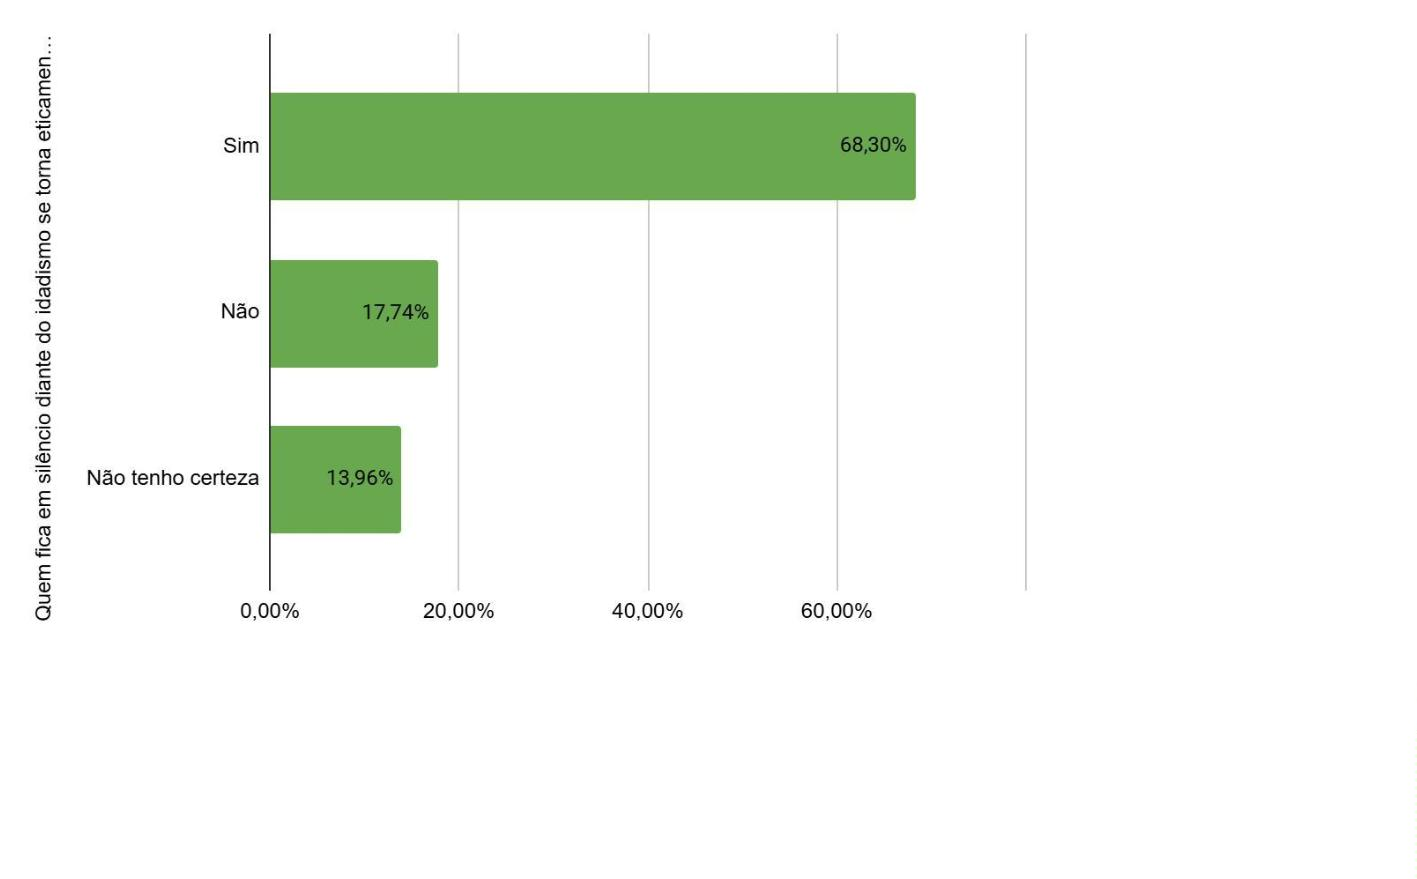 Quem fica em silêncio diante do idadismo se torna eticamen...
Sim
68,30%
Não
17,74%
Não tenho certeza
13,96%
0,00%
20,00%
40,00%
60,00%